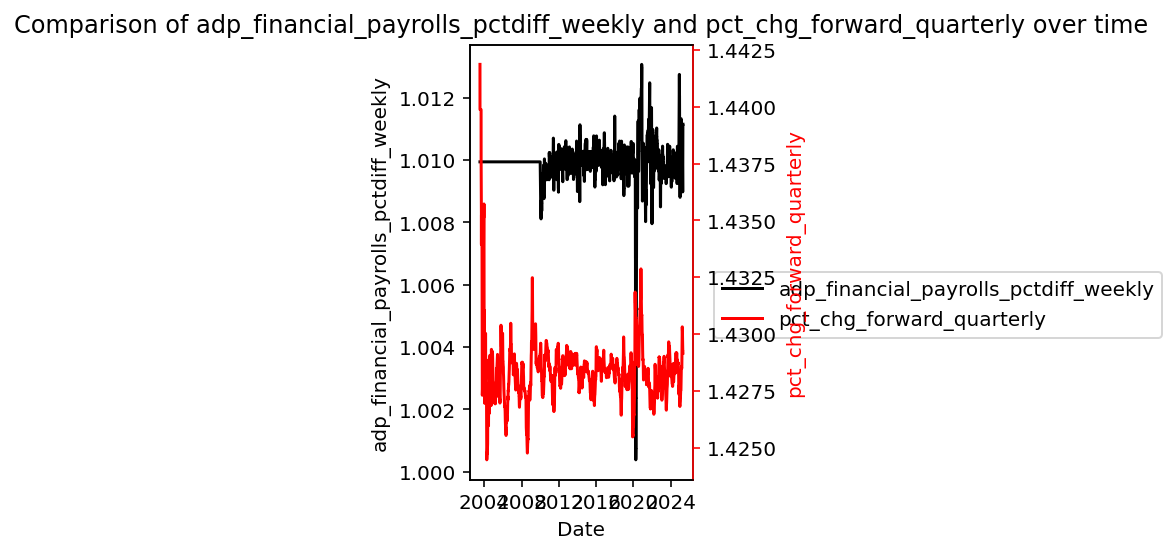 Comparison of adp_financial_payrolls_pctdiff_weekly and pct_chg_forward_quarterly over time
adp_financial_payrolls_pctdiff_weekly
1.012
1.010
1.008
1.006
1.004
1.002
1.000
1.4425
1.4400
1.4375
1.4350
1.4325
1.4300
1.4275
1.4250
pct_chg_forward_quarterly
adp_financial_payrolls_pctdiff_weekly
pct_chg_forward_quarterly
2004 2008 2012 2016 2020 2024
Date